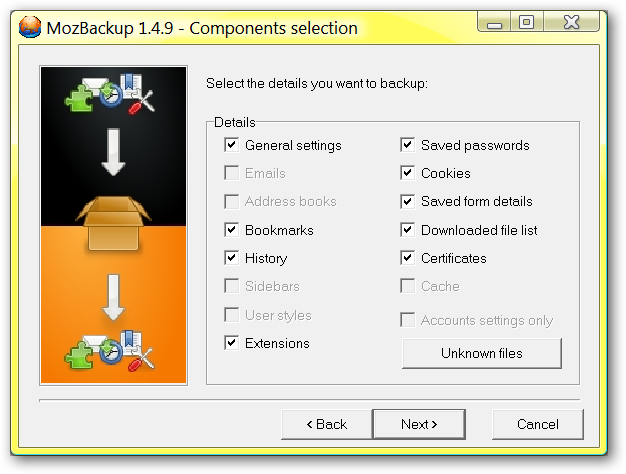 MozBackup 1.4.9 - Components selection
Select the details you want to backup:
Details
General settings
Emails
Address books
Bookmarks
History
Sidebars
User styles
Extensions
Saved passwords
Cookies
Saved form details
Downloaded file list
Certificates
Cache
Accounts settings only
Unknown files
< Back
Next >
Cancel